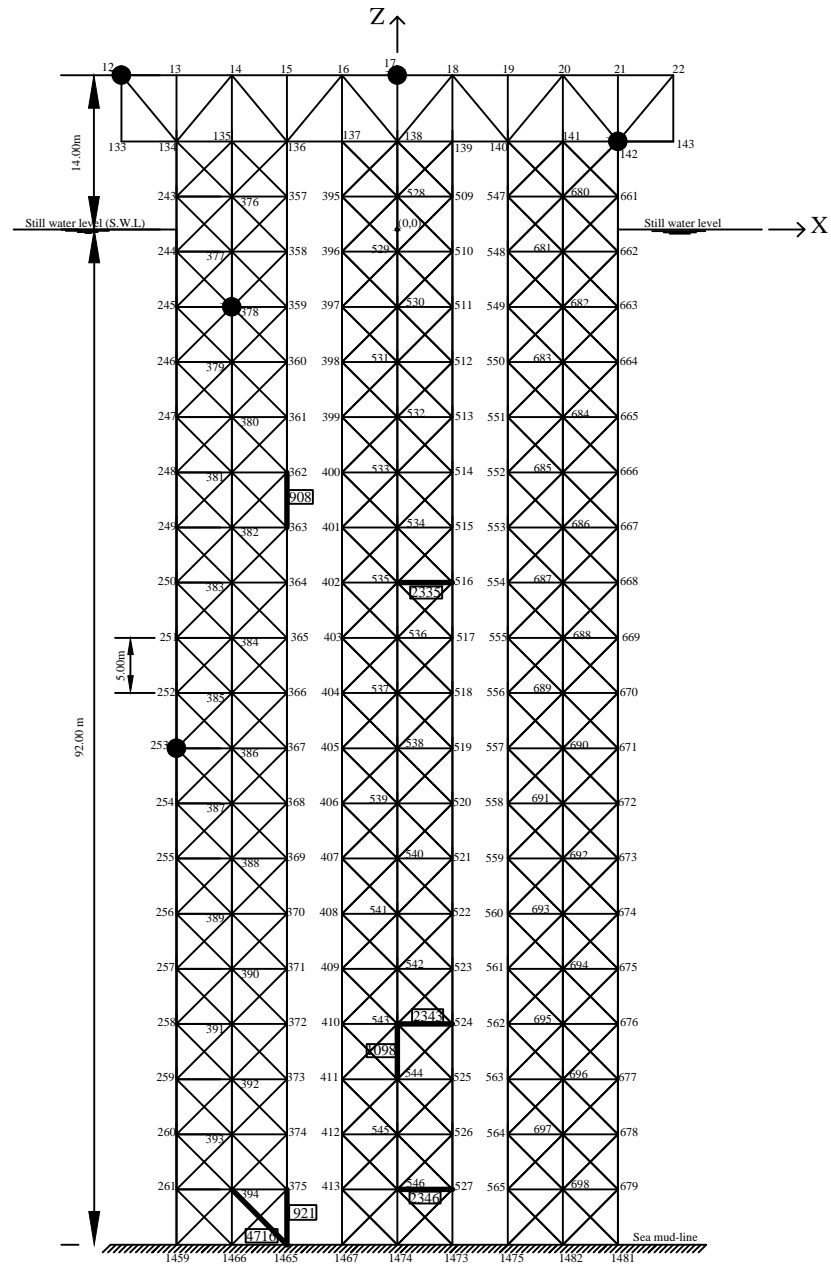 Z
12 13 14 15 16 17 18 19 20 21 22
133 134 135 136 137 138 139 140 141 142 143
14.00m
243 376 357 395 528 509 547 680 661
Still water level (S.W.L) (0,0) Still water level X
244 377 358 396 529 510 548 681 662
245 378 359 397 530 511 549 682 663
246 379 360 398 531 512 550 683 664
247 380 361 399 532 513 551 684 665
248 381 362 400 533 514 552 685 666
908
249 382 363 401 534 515 553 686 667
250 383 364 402 535 516 554 687 668
2335
251 384 365 403 536 517 555 688 669
5.00m
252 385 366 404 537 518 556 689 670
92.00 m
253 386 367 405 538 519 557 690 671
254 387 368 406 539 520 558 691 672
255 388 369 407 540 521 559 692 673
256 389 370 408 541 522 560 693 674
257 390 371 409 542 523 561 694 675
2343
258 391 372 410 543 524 562 695 676
1098
259 392 373 411 544 525 563 696 677
260 393 374 412 545 526 564 697 678
261 394 375 413 546 527 565 698 679
2346
921
4716
Sea mud-line
1459 1466 1465 1467 1474 1473 1475 1482 1481